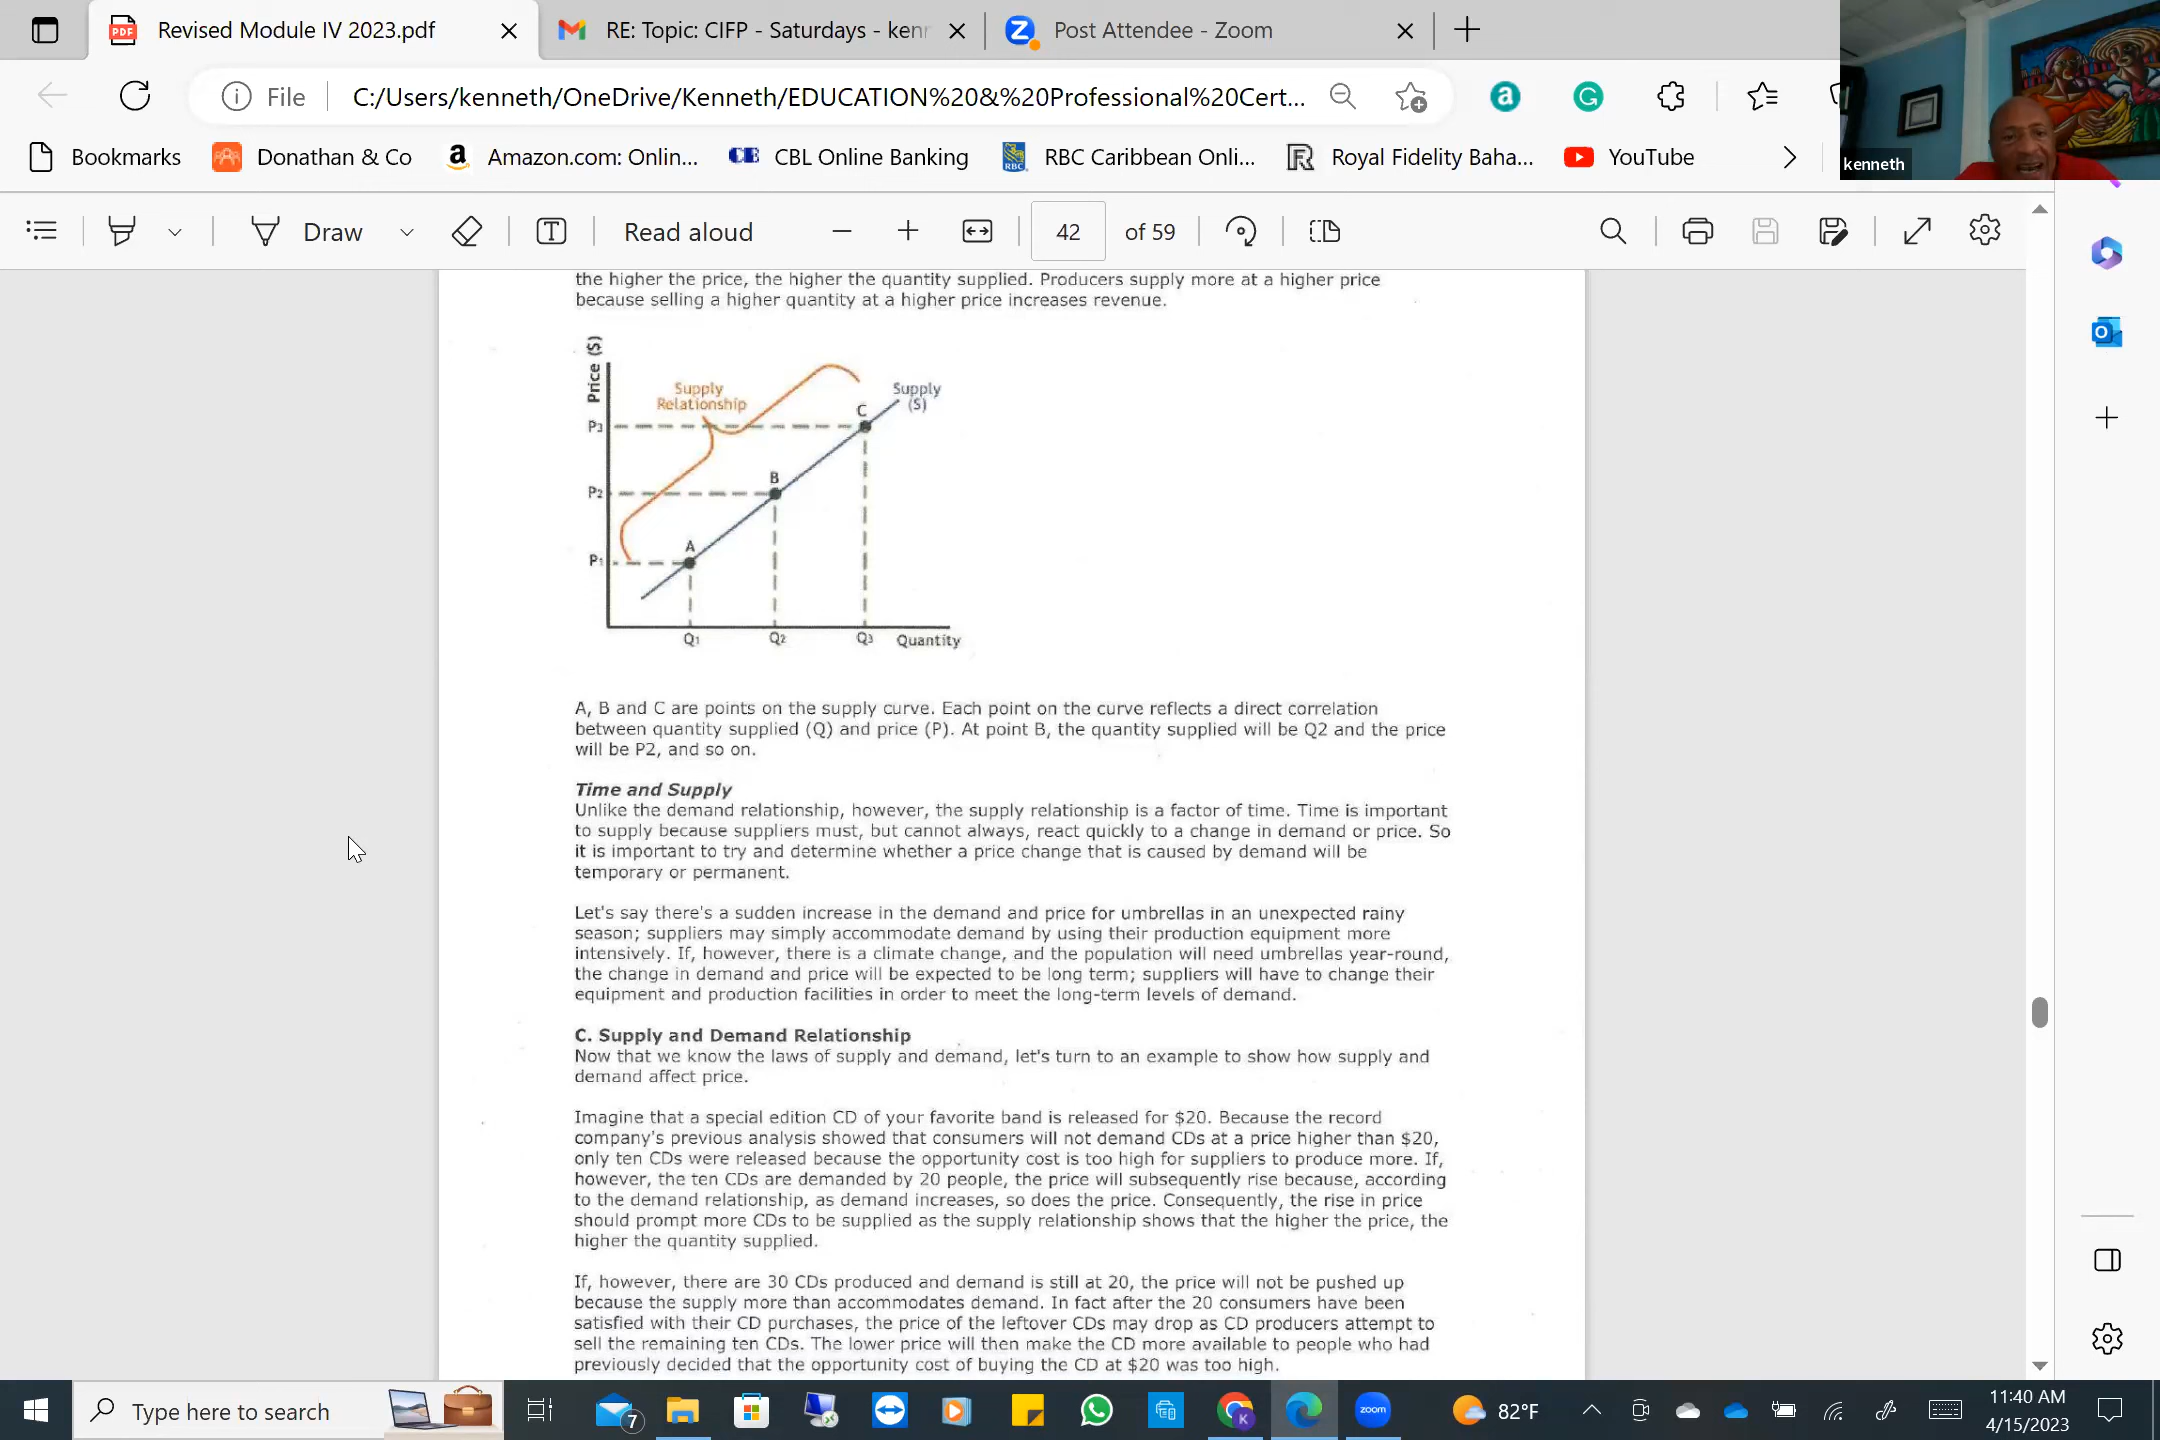 Revised Module IV 2023.pdf
RE: Topic: CIFP - Saturdays - ken
Post Attendee - Zoom
File
C:/Users/kenneth/OneDrive/Kenneth/EDUCATION%20&%20Professional%20Cert...
Bookmarks
Donathan & Co
Amazon.com: Onlin...
CBL Online Banking
RBC Caribbean Onli...
Royal Fidelity Baha...
YouTube
kenneth
Draw
Read aloud
42
of 59
the higher the price, the higher the quantity supplied. Producers supply more at a higher price
because selling a higher quantity at a higher price increases revenue.
Price ($)
Supply
Relationship
Supply
(S)
C
P3
B
P2
A
P1
Q1
Q2
Q3
Quantity
A, B and C are points on the supply curve. Each point on the curve reflects a direct correlation
between quantity supplied (Q) and price (P). At point B, the quantity supplied will be Q2 and the price
will be P2, and so on.
Time and Supply
Unlike the demand relationship, however, the supply relationship is a factor of time. Time is important
to supply because suppliers must, but cannot always, react quickly to a change in demand or price. So
it is important to try and determine whether a price change that is caused by demand will be
temporary or permanent.
Let's say there's a sudden increase in the demand and price for umbrellas in an unexpected rainy
season; suppliers may simply accommodate demand by using their production equipment more
intensively. If, however, there is a climate change, and the population will need umbrellas year-round,
the change in demand and price will be expected to be long term; suppliers will have to change their
equipment and production facilities in order to meet the long-term levels of demand.
C. Supply and Demand Relationship
Now that we know the laws of supply and demand, let's turn to an example to show how supply and
demand affect price.
Imagine that a special edition CD of your favorite band is released for $20. Because the record
company's previous analysis showed that consumers will not demand CDs at a price higher than $20,
only ten CDs were released because the opportunity cost is too high for suppliers to produce more. If,
however, the ten CDs are demanded by 20 people, the price will subsequently rise because, according
to the demand relationship, as demand increases, so does the price. Consequently, the rise in price
should prompt more CDs to be supplied as the supply relationship shows that the higher the price, the
higher the quantity supplied.
If, however, there are 30 CDs produced and demand is still at 20, the price will not be pushed up
because the supply more than accommodates demand. In fact after the 20 consumers have been
satisfied with their CD purchases, the price of the leftover CDs may drop as CD producers attempt to
sell the remaining ten CDs. The lower price will then make the CD more available to people who had
previously decided that the opportunity cost of buying the CD at $20 was too high.
Type here to search
7
zoom
82°F
11:40 AM
4/15/2023